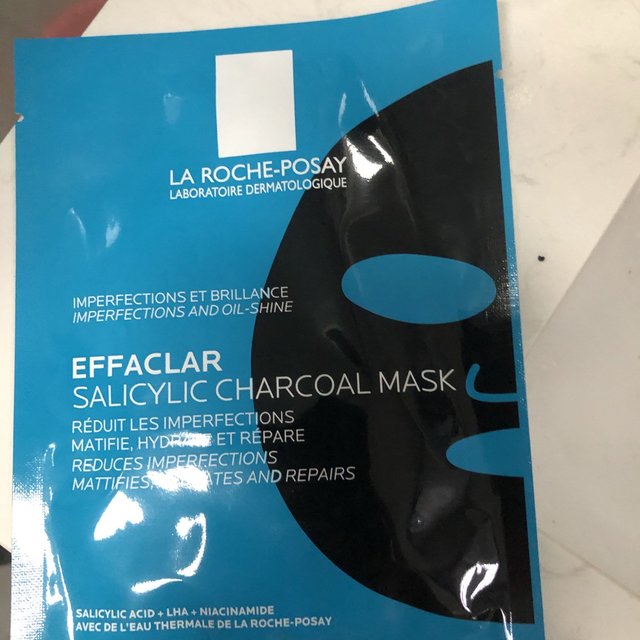 LA ROCHE-POSAY
LABORATOIRE DERMATOLOGIQUE
IMPERFECTIONS ET BRILLANCE
IMPERFECTIONS AND OIL-SHINE
EFFACLAR
SALICYLIC CHARCOAL MASK
RÉDUIT LES IMPERFECTIONS
MATIFIE, HYDRATE ET RÉPARE
REDUCES IMPERFECTIONS
MATTIFIES, HYDRATES AND REPAIRS
SALICYLIC ACID + LHA + NIACINAMIDE
AVEC DE L'EAU THERMALE DE LA ROCHE-POSAY